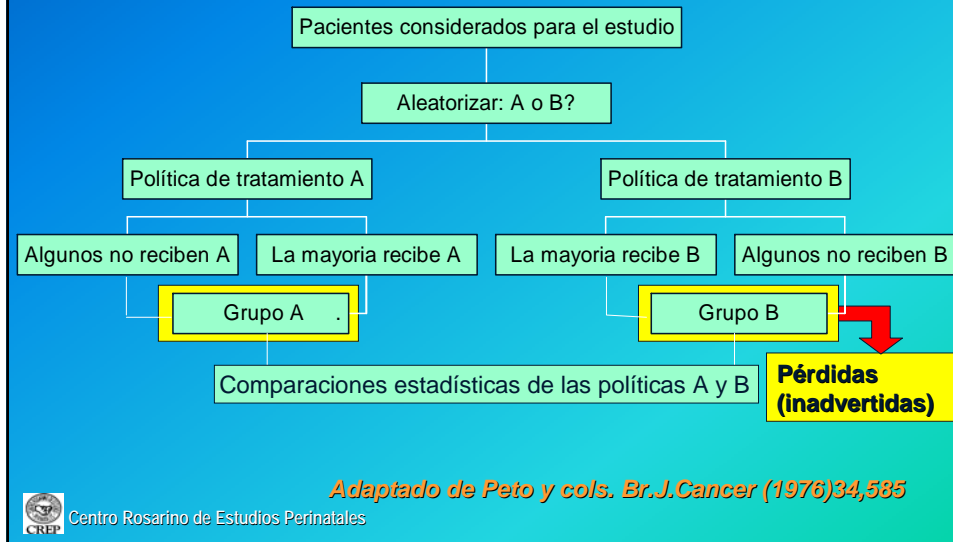 Pacientes considerados para el estudio
Aleatorizar: A o B?
Política de tratamiento A
Política de tratamiento B
Algunos no reciben A
La mayoria recibe A
La mayoria recibe B
Algunos no reciben B
Grupo A .
Grupo B
Comparaciones estadísticas de las políticas A y B
Pérdidas
(inadvertidas)
Adaptado de Peto y cols. Br.J.Cancer (1976)34,585
CREP
Centro Rosarino de Estudios Perinatales